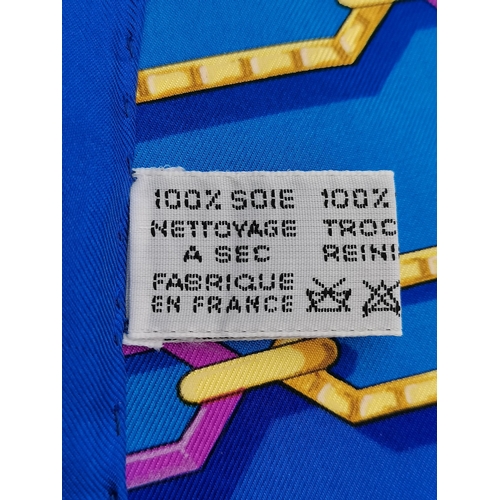 100% SOIE
NETTOYAGE
A SEC
FABRIQUE
EN FRANCE
100%
TROC
REINI